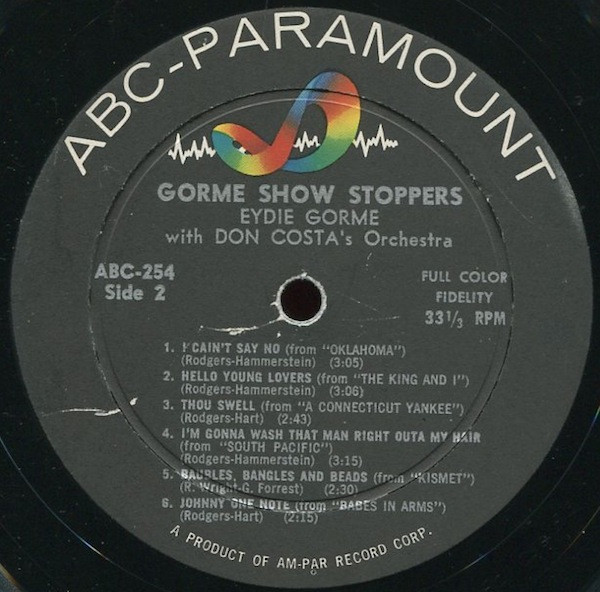 ABC-PARAMOUNT
GORME SHOW STOPPERS
EYDIE GORME
with DON COSTA's Orchestra
ABC-254
Side 2
FULL COLOR
FIDELITY
33 1/3 RPM
1. I CAIN'T SAY NO (from "OKLAHOMA")
(Rodgers-Hammerstein) (3:05)
2. HELLO YOUNG LOVERS (from "THE KING AND I")
(Rodgers-Hammerstein) (3:06)
3. THOU SWELL (from "A CONNECTICUT YANKEE")
(Rodgers-Hart) (2:43)
4. I'M GONNA WASH THAT MAN RIGHT OUTA MY HAIR
(from "SOUTH PACIFIC")
(Rodgers-Hammerstein) (3:15)
5. BAUBLES, BANGLES AND BEADS (from "KISMET")
(R. Wright-G. Forrest) (2:30)
6. JOHNNY ONE NOTE (from "BABES IN ARMS")
(Rodgers-Hart) (2:15)
A PRODUCT OF AM-PAR RECORD CORP.